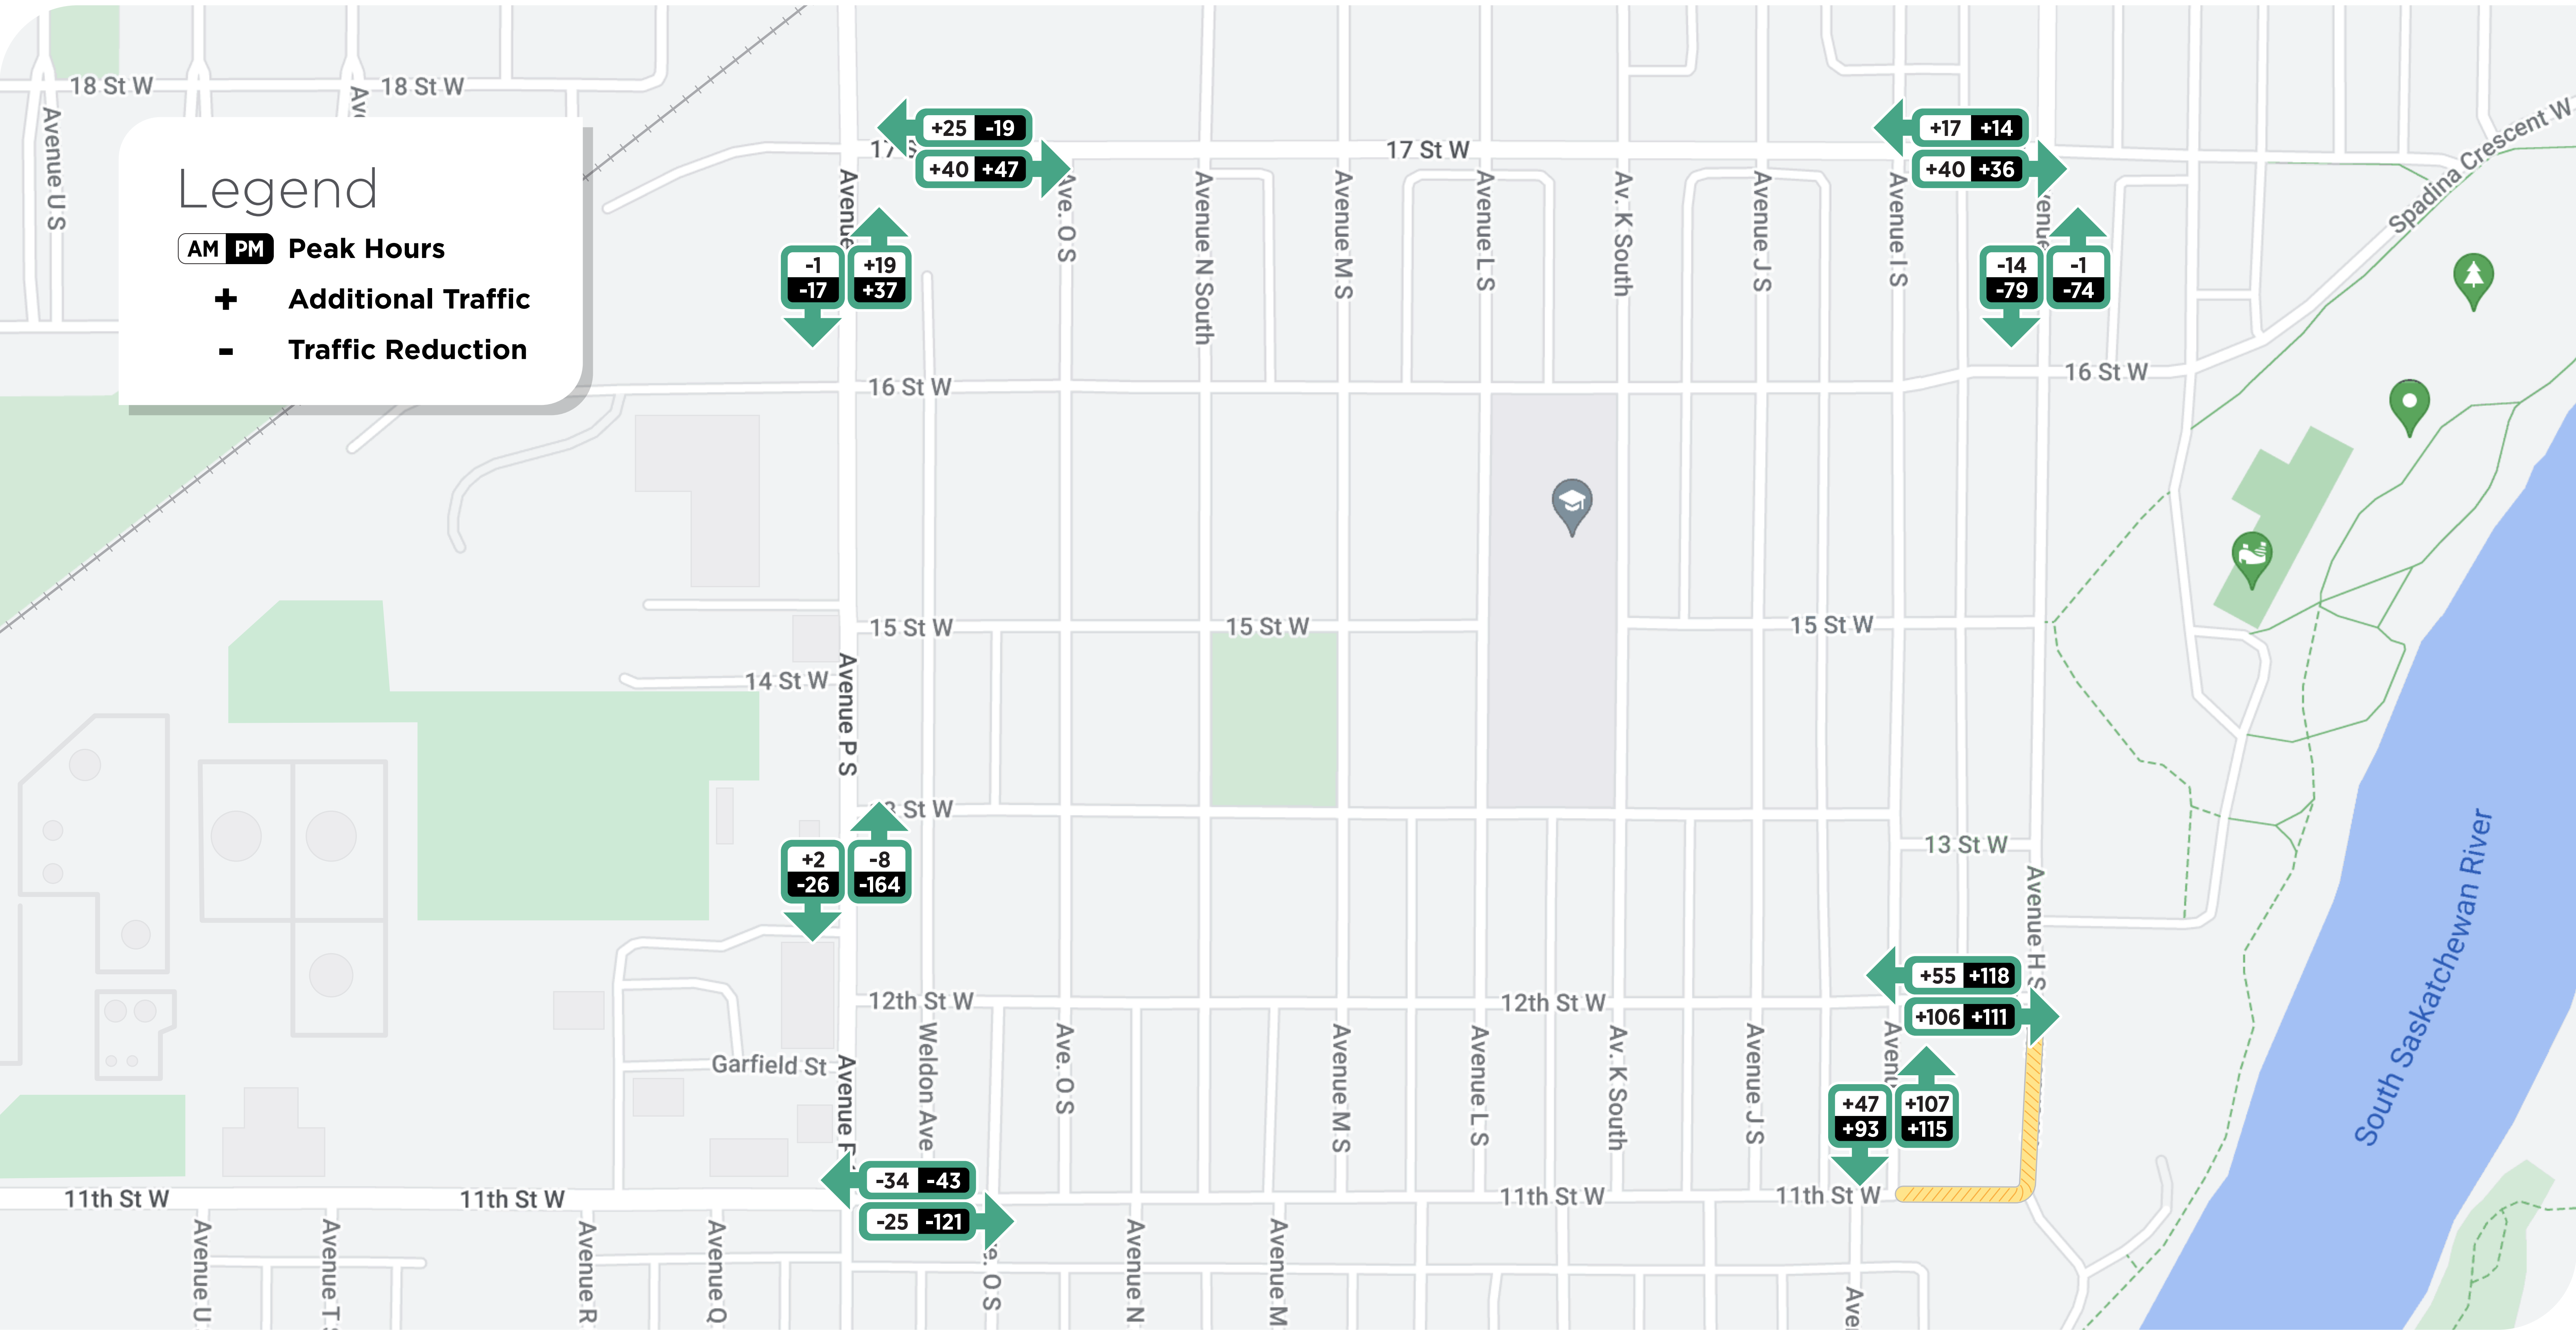 18 St W
18 St W
Avenue U S
Ave
Legend
AM PM Peak Hours
+ Additional Traffic
- Traffic Reduction
+25 -19
+40 +47
17 St W
+17 +14
+40 +36
Spadina Crescent W
Avenue
Ave. O S
Avenue N South
Avenue M S
Avenue L S
Av. K South
Avenue J S
Avenue I S
-1
-17
+19
+37
-14
-79
-1
-74
16 St W
16 St W
15 St W
15 St W
15 St W
14 St W
Avenue P S
St W
13 St W
+2
-26
-8
-164
Avenue H S
+55 +118
+106 +111
12th St W
12th St W
Garfield St
Avenue
Weldon Ave
Ave. O S
Avenue M S
Avenue L S
Av. K South
Avenue J S
+47
+93
+107
+115
South Saskatchewan River
-34 -43
-25 -121
11th St W
11th St W
11th St W
11th St W
Avenue U
Avenue T
Avenue R
Avenue Q
O S
Avenue N
Avenue M
Ave